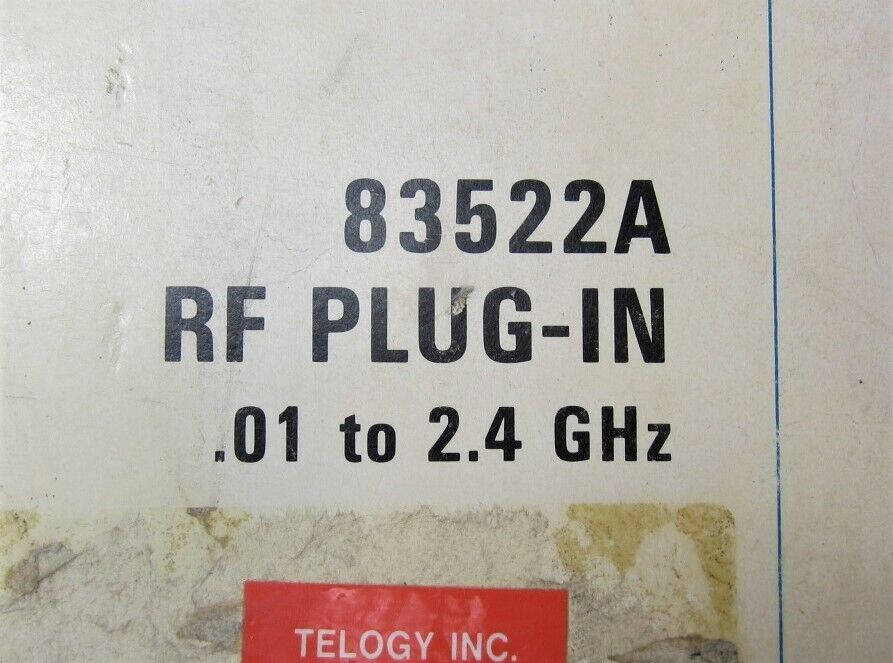 83522A
RF PLUG-IN
.01 to 2.4 GHz
TELOGY INC.